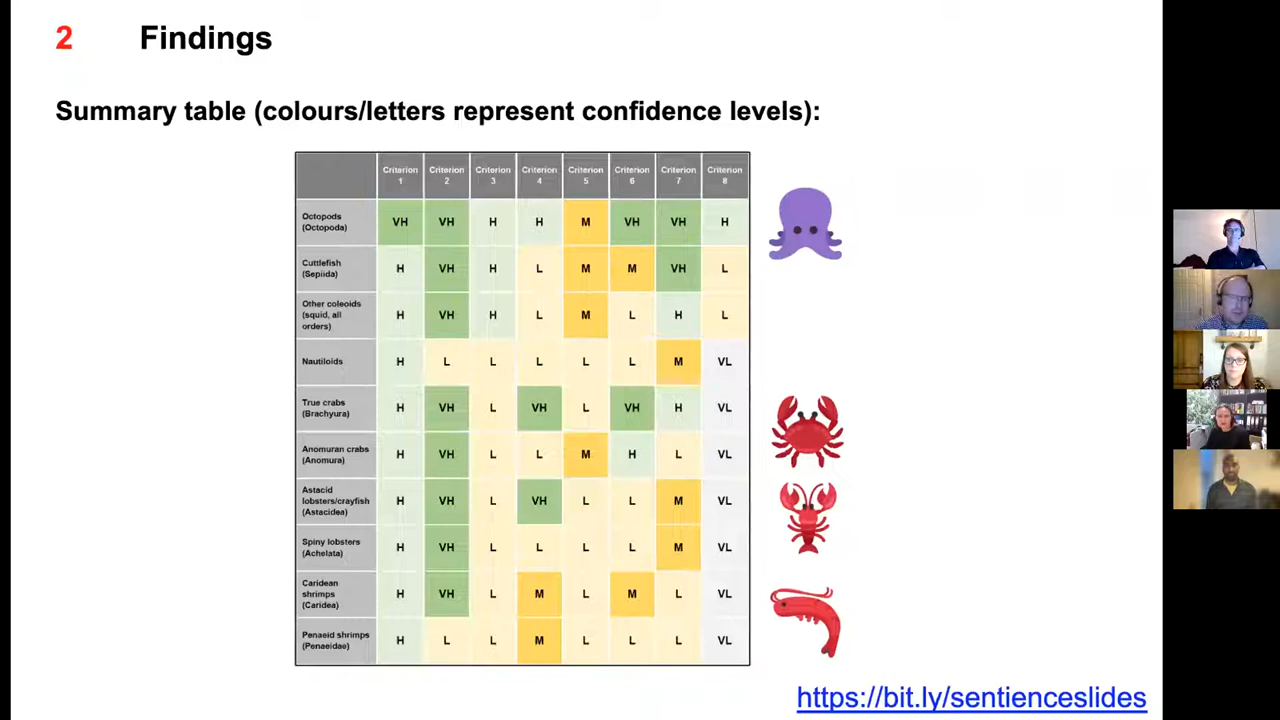 2 Findings
Summary table (colours/letters represent confidence levels):
Criterion 1 Criterion 2 Criterion 3 Criterion 4 Criterion 5 Criterion 6 Criterion 7 Criterion 8
Octopods (Octopoda) VH VH H H M VH VH H
Cuttlefish (Sepiida) H VH H L M M VH L
Other coleoids (squid, all orders) H VH H L M L H L
Nautiloids H L L L L L M VL
True crabs (Brachyura) H VH L VH L VH H VL
Anomuran crabs (Anomura) H VH L L M H L VL
Astacid lobsters/crayfish (Astacidea) H VH L VH L L M VL
Spiny lobsters (Achelata) H VH L L L L M VL
Caridean shrimps (Caridea) H VH L M L M L VL
Penaeid shrimps (Penaeidae) H L L M L L L VL
https://bit.ly/sentienceslides